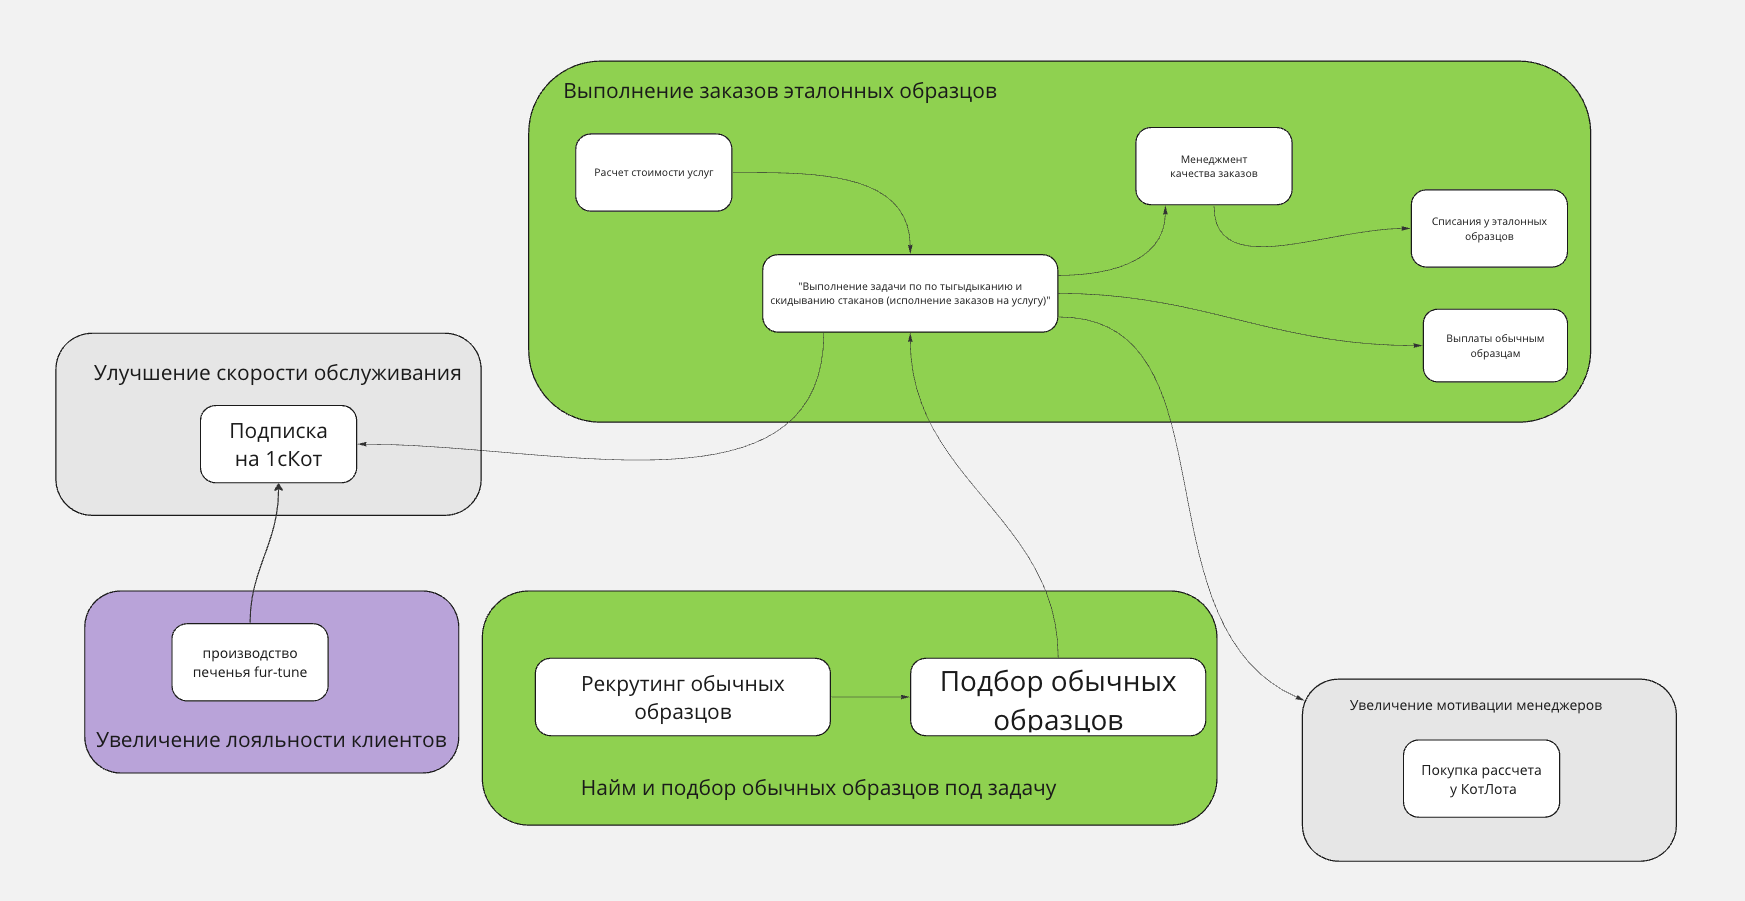 Выполнение заказов эталонных образцов
Расчет стоимости услуг
Менеджмент
качества заказов
Списания у эталонных
образцов
"Выполнение задачи по по тыгыдыканию и
скидыванию стаканов (исполнение заказов на услугу)"
Выплаты обычным
образцам
Улучшение скорости обслуживания
Подписка
на 1сКот
производство
печенья fur-tune
Увеличение лояльности клиентов
Рекрутинг обычных
образцов
Подбор обычных
образцов
Найм и подбор обычных образцов под задачу
Увеличение мотивации менеджеров
Покупка рассчета
у КотЛота